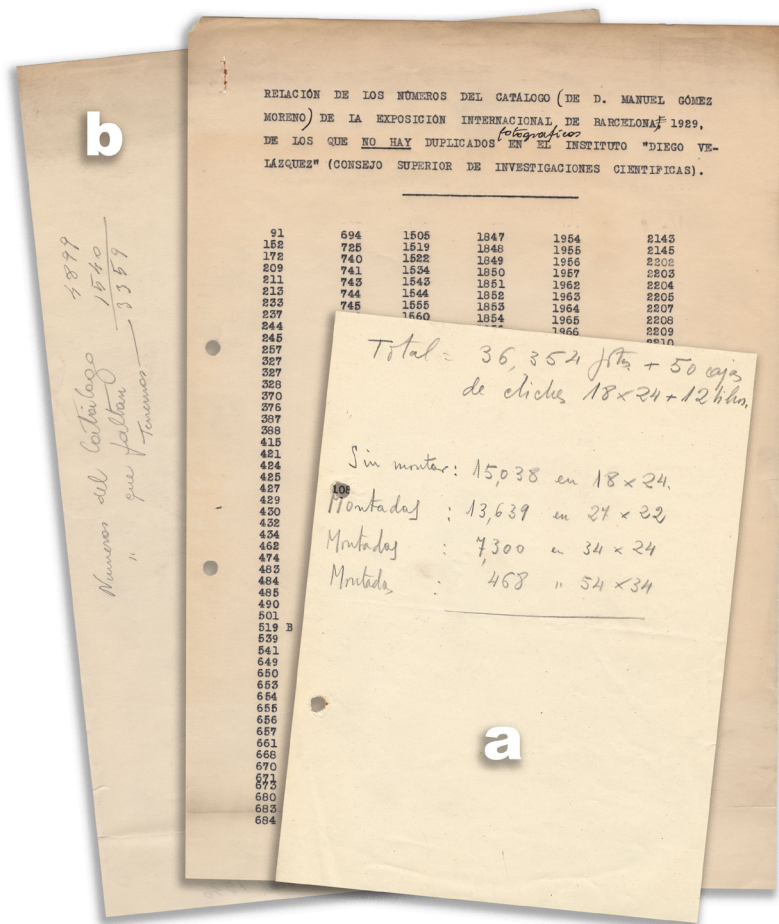 b
Números del Catálogo 4899
" que faltan 1540
Tenemos 3359
RELACIÓN DE LOS NÚMEROS DEL CATÁLOGO (DE D. MANUEL GÓMEZ
MORENO) DE LA EXPOSICIÓN INTERNACIONAL DE BARCELONA, 1929,
fotográficos
DE LOS QUE NO HAY DUPLICADOS EN EL INSTITUTO "DIEGO VE-
LÁZQUEZ" (CONSEJO SUPERIOR DE INVESTIGACIONES CIENTIFICAS).
91 694 1505 1847 1954 2143
152 725 1519 1848 1955 2145
172 740 1522 1849 1956 2202
209 741 1534 1850 1957 2203
211 743 1543 1851 1962 2204
213 744 1544 1852 1963 2205
233 745 1555 1853 1964 2207
237 1560 1854 1965 2208
244 1966 2209
245 2210
257
327
327
328
370
376
387
388
415
421
424
425
427
429
430
432
434
462
474
483
484
485
490
501
519 B
539
541
649
650
653
654
655
656
657
661
668
670
671
673
680
683
684
Total = 36,354 fotos + 50 cajas
de clichés 18 x 24 + 12
Sin montar: 15,038 en 18 x 24.
Montadas : 13,639 en 27 x 22
Montadas : 7,300 en 34 x 24
Montadas : 468 " 54 x 34
a